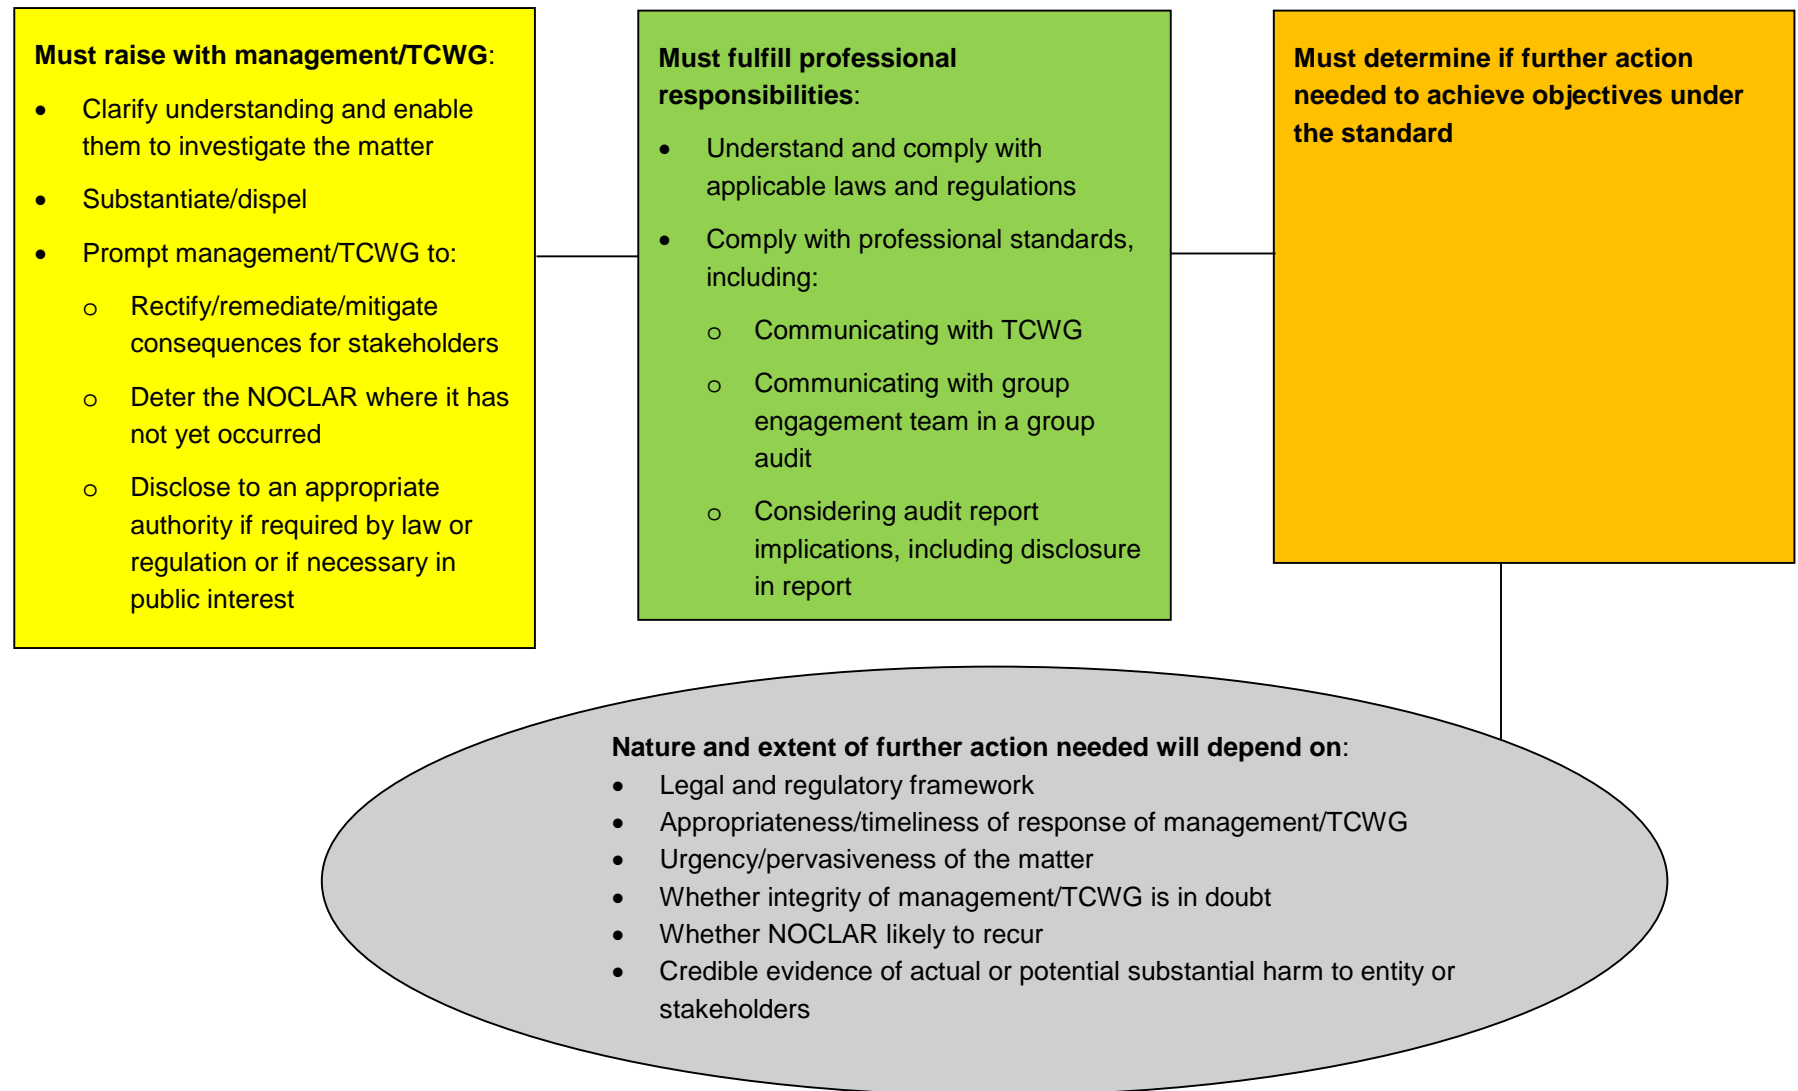 Must raise with management/TCWG:
• Clarify understanding and enable
them to investigate the matter
• Substantiate/dispel
• Prompt management/TCWG to:
o Rectify/remediate/mitigate
consequences for stakeholders
o Deter the NOCLAR where it has
not yet occurred
o Disclose to an appropriate
authority if required by law or
regulation or if necessary in
public interest
Must fulfill professional
responsibilities:
• Understand and comply with
applicable laws and regulations
• Comply with professional standards,
including:
o Communicating with TCWG
o Communicating with group
engagement team in a group
audit
o Considering audit report
implications, including disclosure
in report
Must determine if further action
needed to achieve objectives under
the standard
Nature and extent of further action needed will depend on:
• Legal and regulatory framework
• Appropriateness/timeliness of response of management/TCWG
• Urgency/pervasiveness of the matter
• Whether integrity of management/TCWG is in doubt
• Whether NOCLAR likely to recur
• Credible evidence of actual or potential substantial harm to entity or
stakeholders